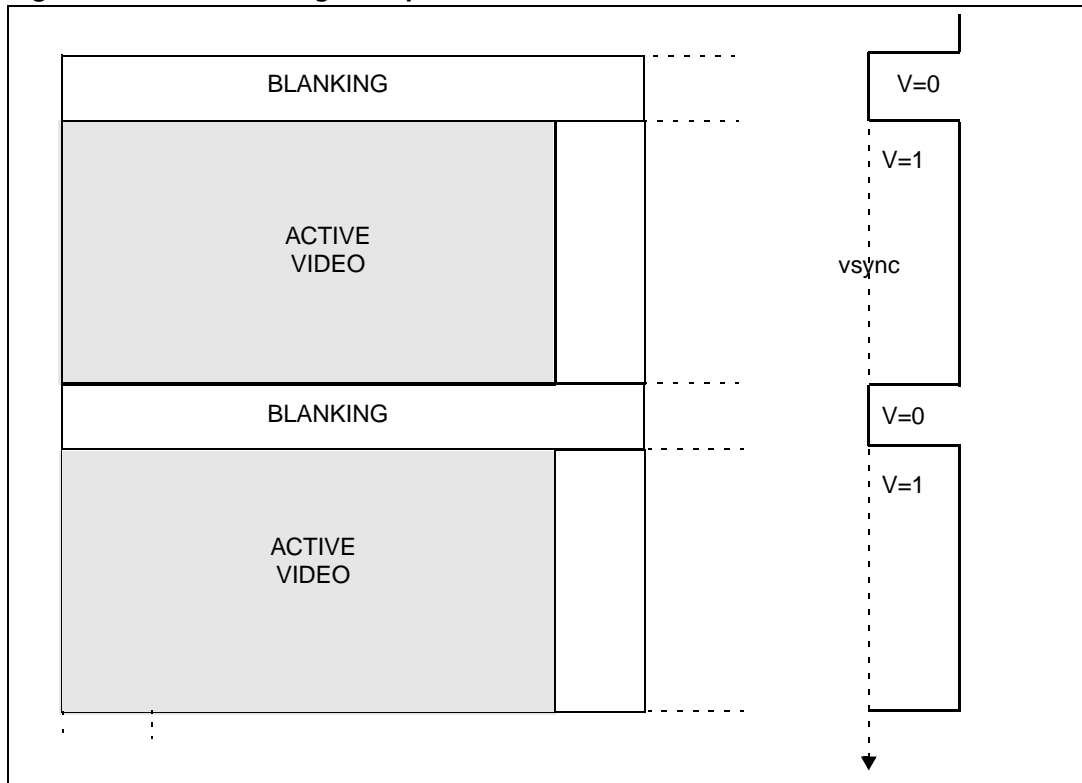 BLANKING
V=0
V=1
ACTIVE
VIDEO
vsync
BLANKING
V=0
V=1
ACTIVE
VIDEO